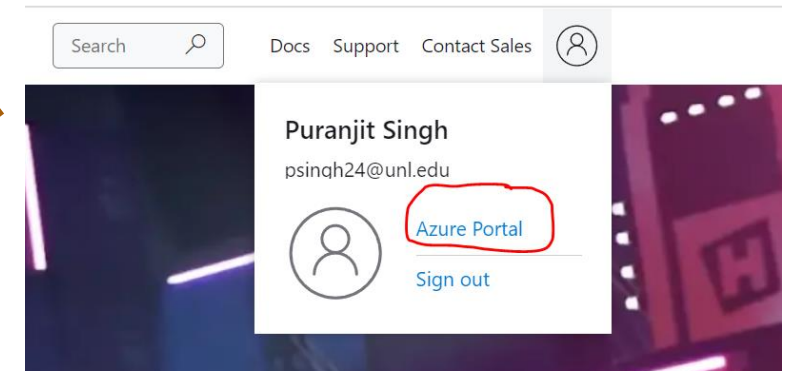 Search Docs Support Contact Sales
Puranjit Singh
psingh24@unl.edu
Azure Portal
Sign out
H